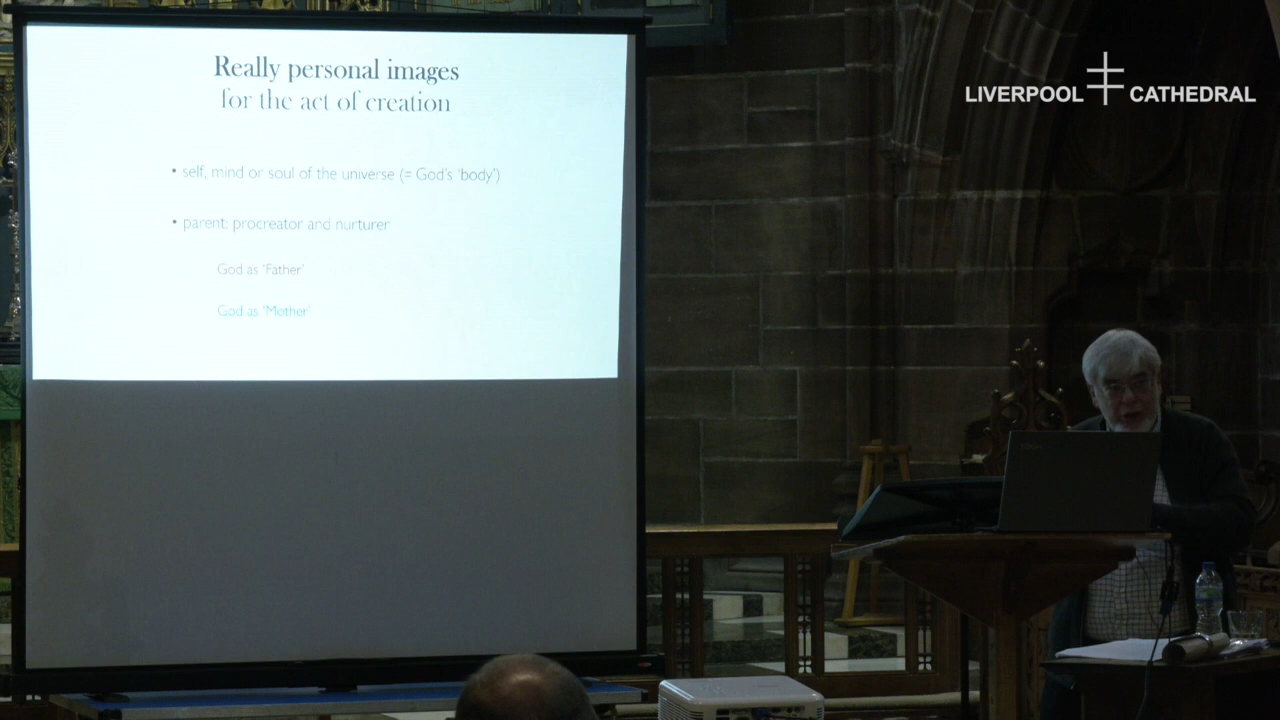 Really personal images
for the act of creation
• self, mind or soul of the universe (= God's 'body')
• parent: procreator and nurturer
God as 'Father'
God as 'Mother'
LIVERPOOL CATHEDRAL